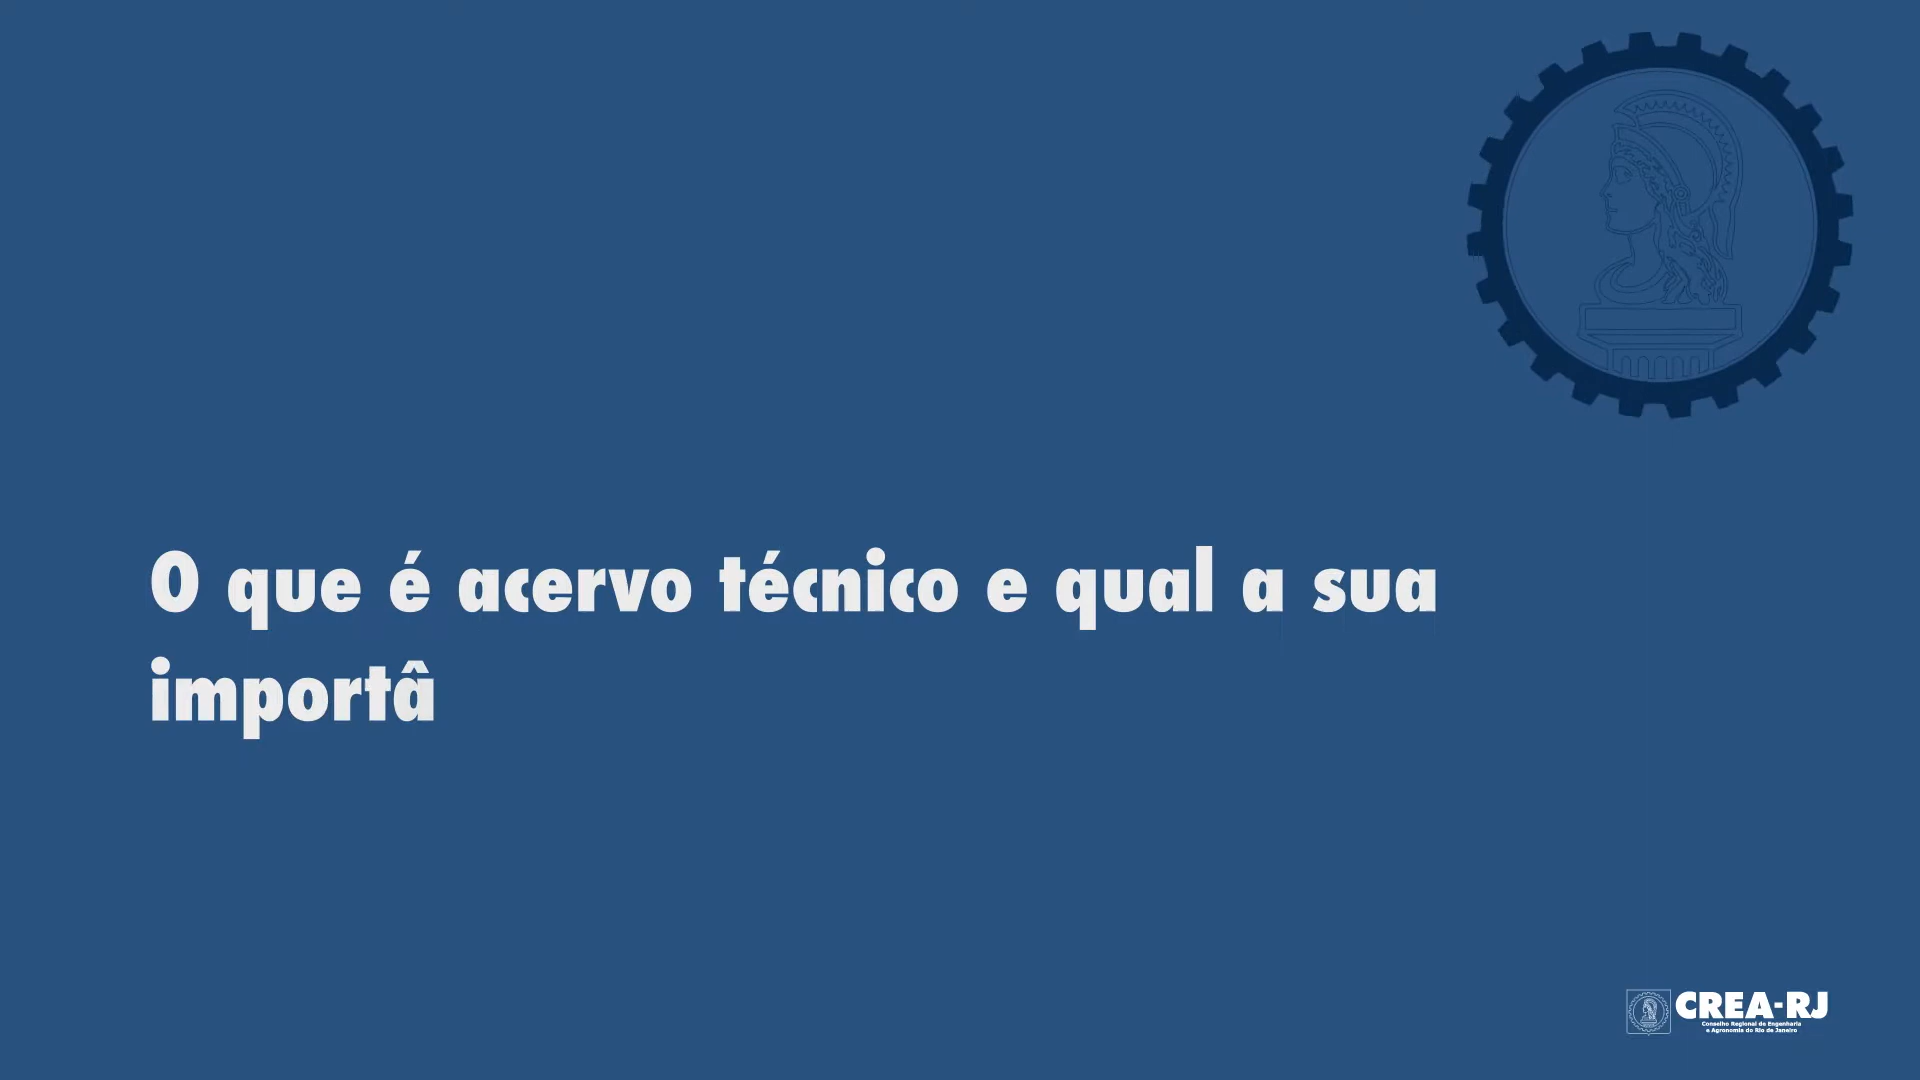 O que é acervo técnico e qual a sua
importâ
CREA-RJ
Conselho Regional de Engenharia
e Agronomia do Rio de Janeiro